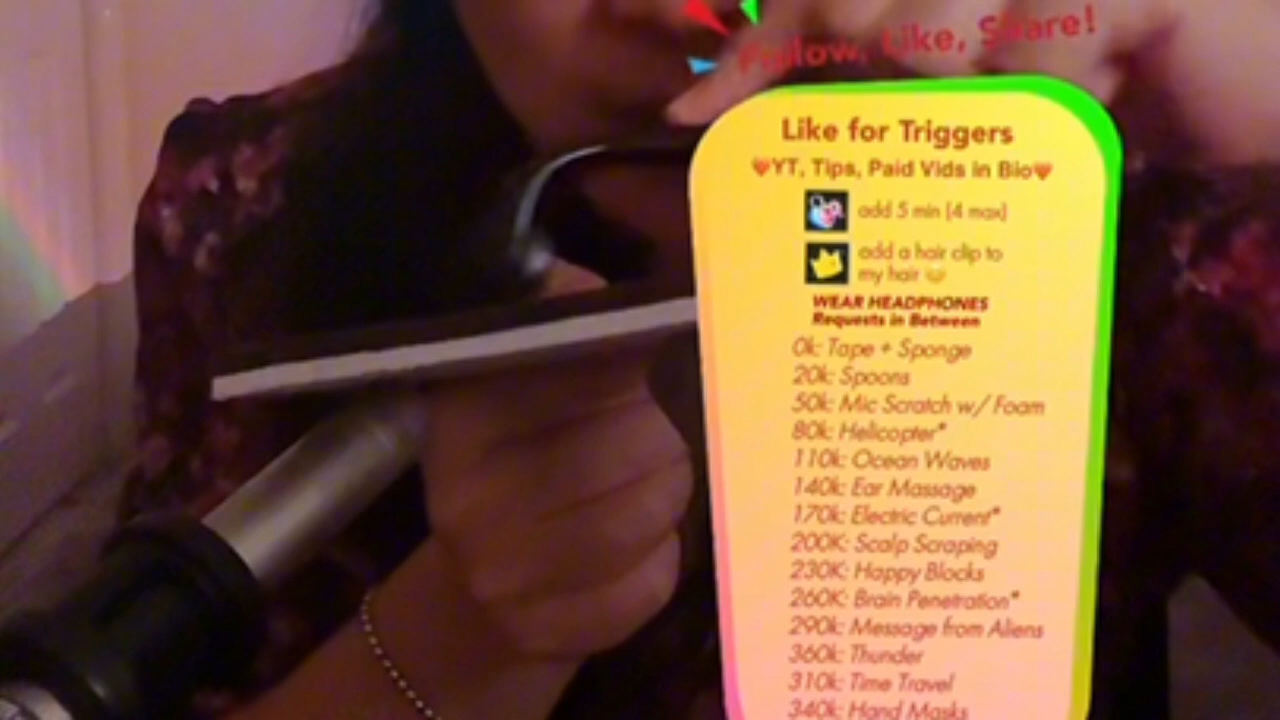 Follow, Like, Share!
Like for Triggers
❤YT, Tips, Paid Vids in Bio❤
add 5 min [4 max]
add a hair clip to
my hair 😊
WEAR HEADPHONES
Requests in Between
0k: Tape + Sponge
20k: Spoons
50k: Mic Scratch w/ Foam
80k: Helicopter*
110k: Ocean Waves
140k: Ear Massage
170k: Electric Current*
200K: Scalp Scraping
230K: Happy Blocks
260K: Brain Penetration*
290k: Message from Aliens
360k: Thunder
310k: Time Travel
340k: Hand Masks